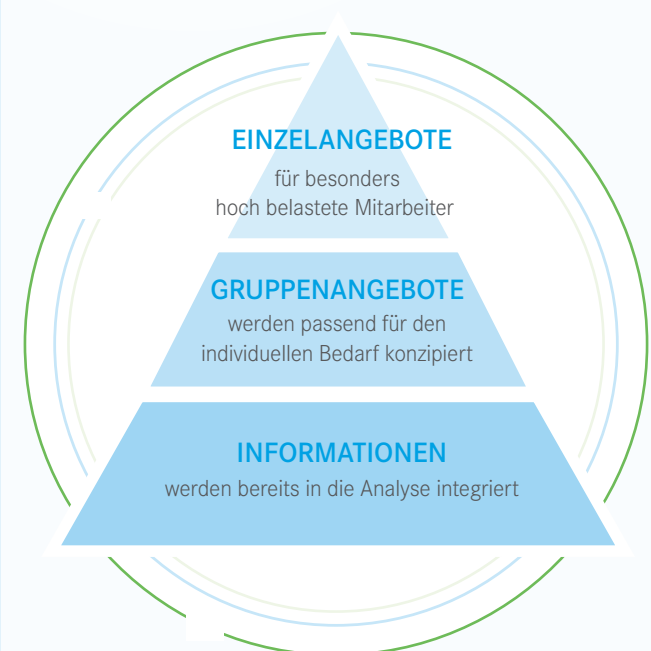 EINZELANGEBOTE
für besonders
hoch belastete Mitarbeiter
GRUPPENANGEBOTE
werden passend für den
individuellen Bedarf konzipiert
INFORMATIONEN
werden bereits in die Analyse integriert